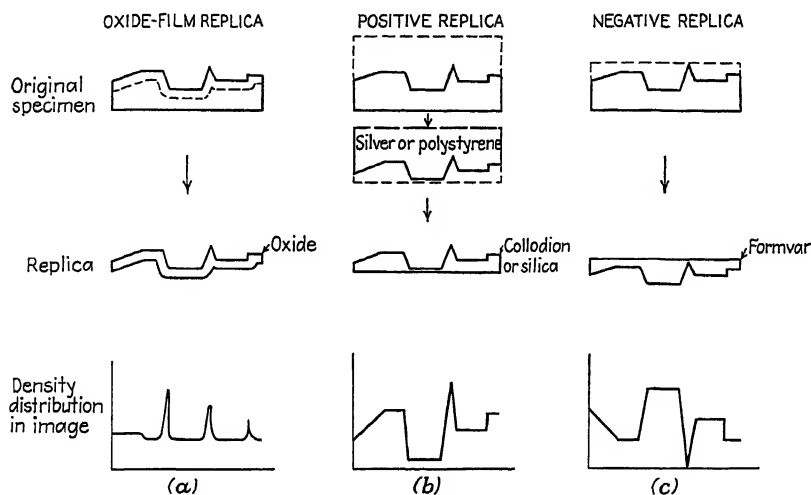 OXIDE-FILM REPLICA
POSITIVE REPLICA
NEGATIVE REPLICA
Original
specimen
Silver or polystyrene
Replica
Oxide
Collodion
or silica
Formvar
Density
distribution
in image
(a)
(b)
(c)